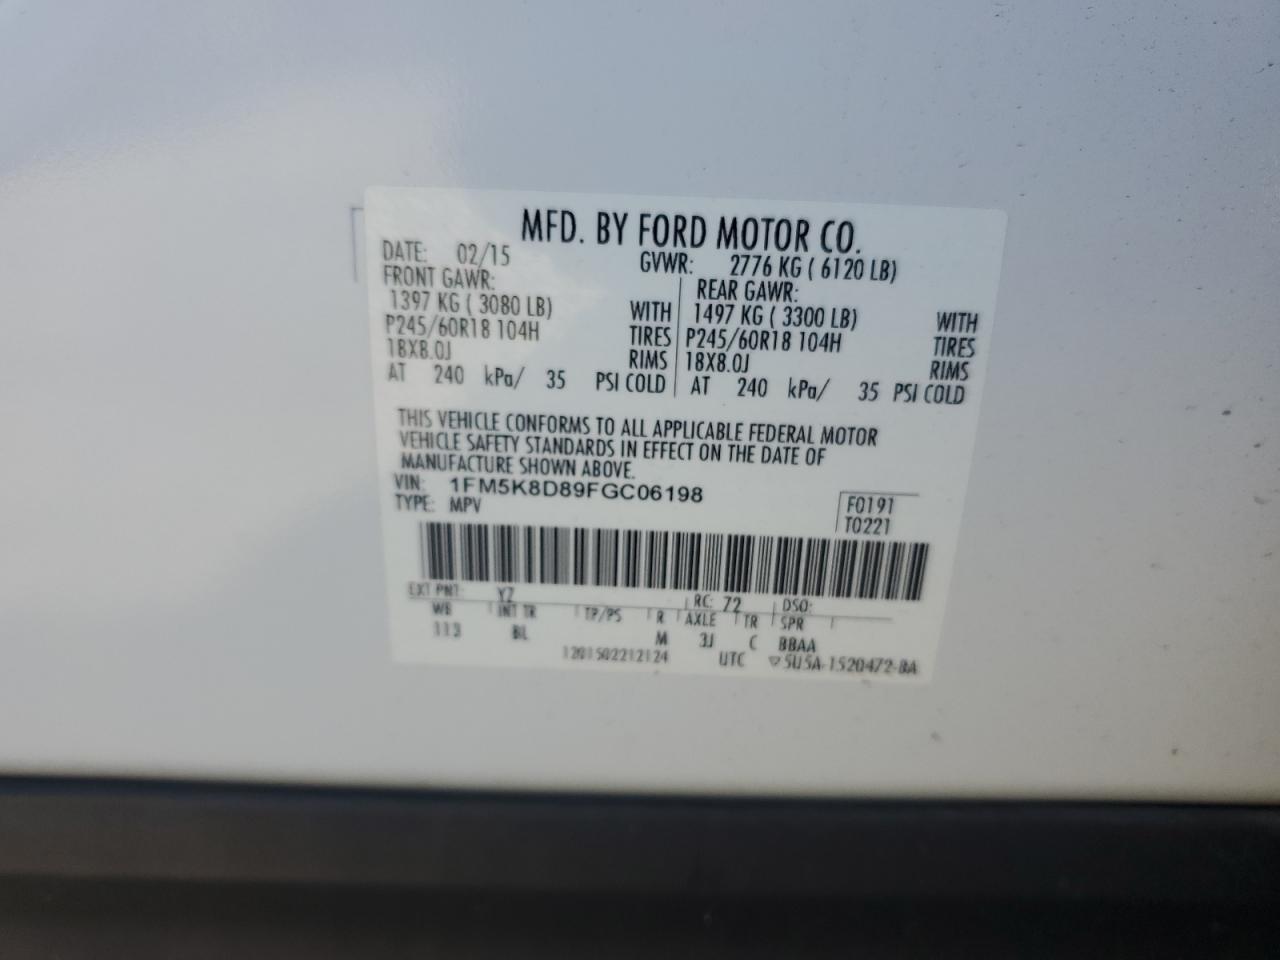 MFD. BY FORD MOTOR CO.
DATE: 02/15 GVWR: 2776 KG ( 6120 LB)
FRONT GAWR: REAR GAWR:
1397 KG ( 3080 LB) WITH 1497 KG ( 3300 LB) WITH
P245/60R18 104H TIRES P245/60R18 104H TIRES
18X8.0J RIMS 18X8.0J RIMS
AT 240 kPa/ 35 PSI COLD AT 240 kPa/ 35 PSI COLD
THIS VEHICLE CONFORMS TO ALL APPLICABLE FEDERAL MOTOR
VEHICLE SAFETY STANDARDS IN EFFECT ON THE DATE OF
MANUFACTURE SHOWN ABOVE.
VIN: 1FM5K8D89FGC06198
TYPE: MPV F0191
T0221
EXT PNT: YZ RC: 72 DSO:
WB INT TR TP/PS R AXLE TR SPR
113 BL M 3J C BBAA
1201502212124 UTC ▽5U5A-1520472-BA